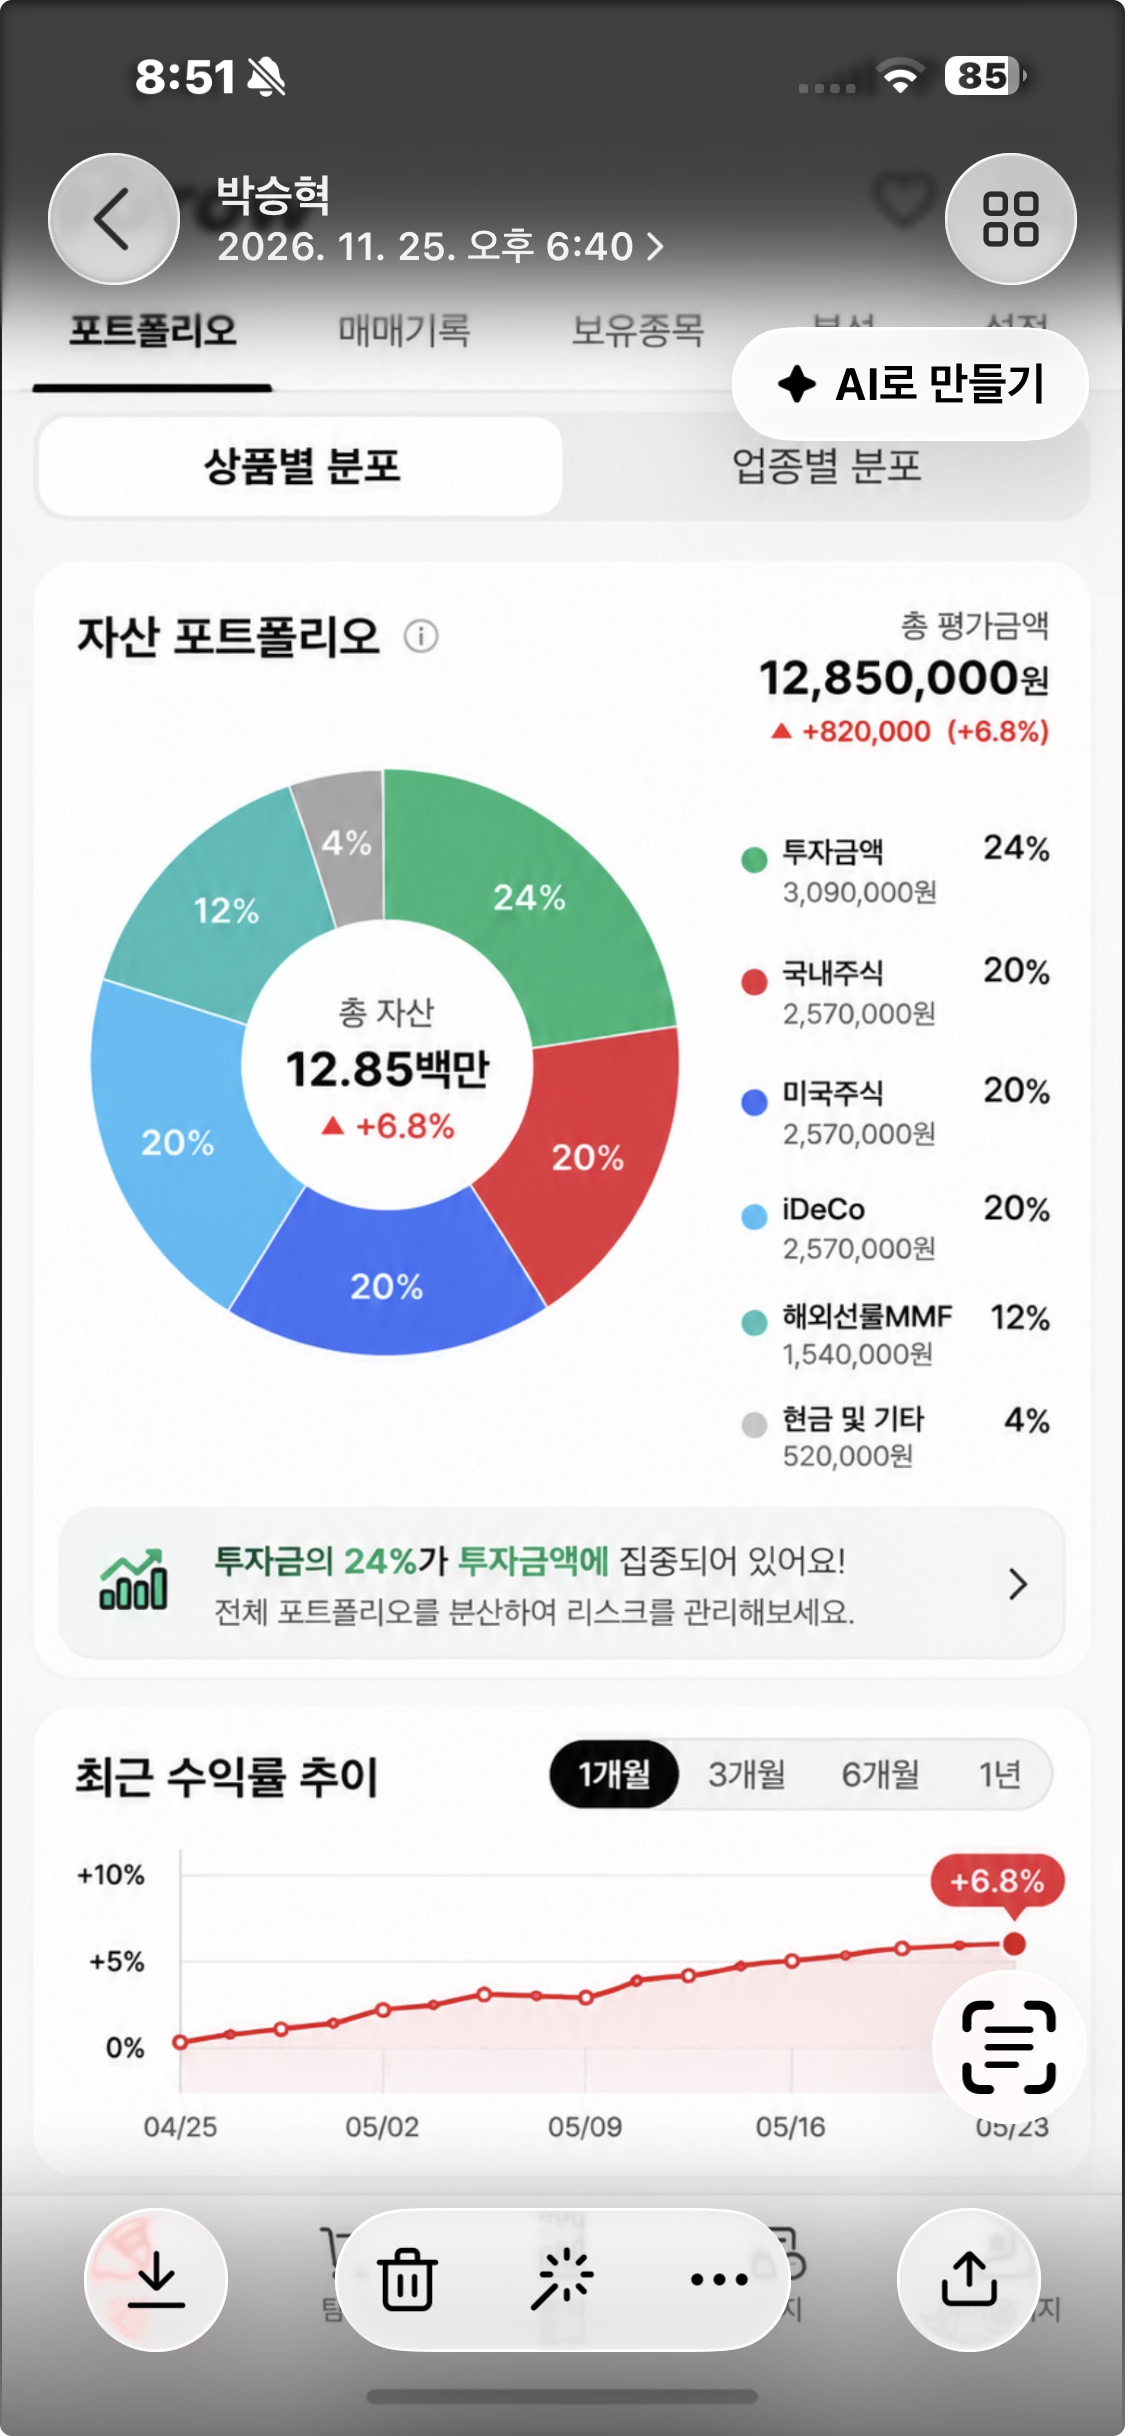 8:51
85
박승혁
2026. 11. 25. 오후 6:40
포트폴리오 매매기록 보유종목 분석 설정
AI로 만들기
상품별 분포 업종별 분포
자산 포트폴리오
총 평가금액
12,850,000원
▲ +820,000 (+6.8%)
4%
24%
12%
20%
20%
20%
총 자산
12.85백만
▲ +6.8%
투자금액 24%
3,090,000원
국내주식 20%
2,570,000원
미국주식 20%
2,570,000원
iDeCo 20%
2,570,000원
해외선룰MMF 12%
1,540,000원
현금 및 기타 4%
520,000원
투자금의 24%가 투자금액에 집종되어 있어요!
전체 포트폴리오를 분산하여 리스크를 관리해보세요.
최근 수익률 추이
1개월 3개월 6개월 1년
+10%
+6.8%
+5%
0%
04/25 05/02 05/09 05/16 05/23